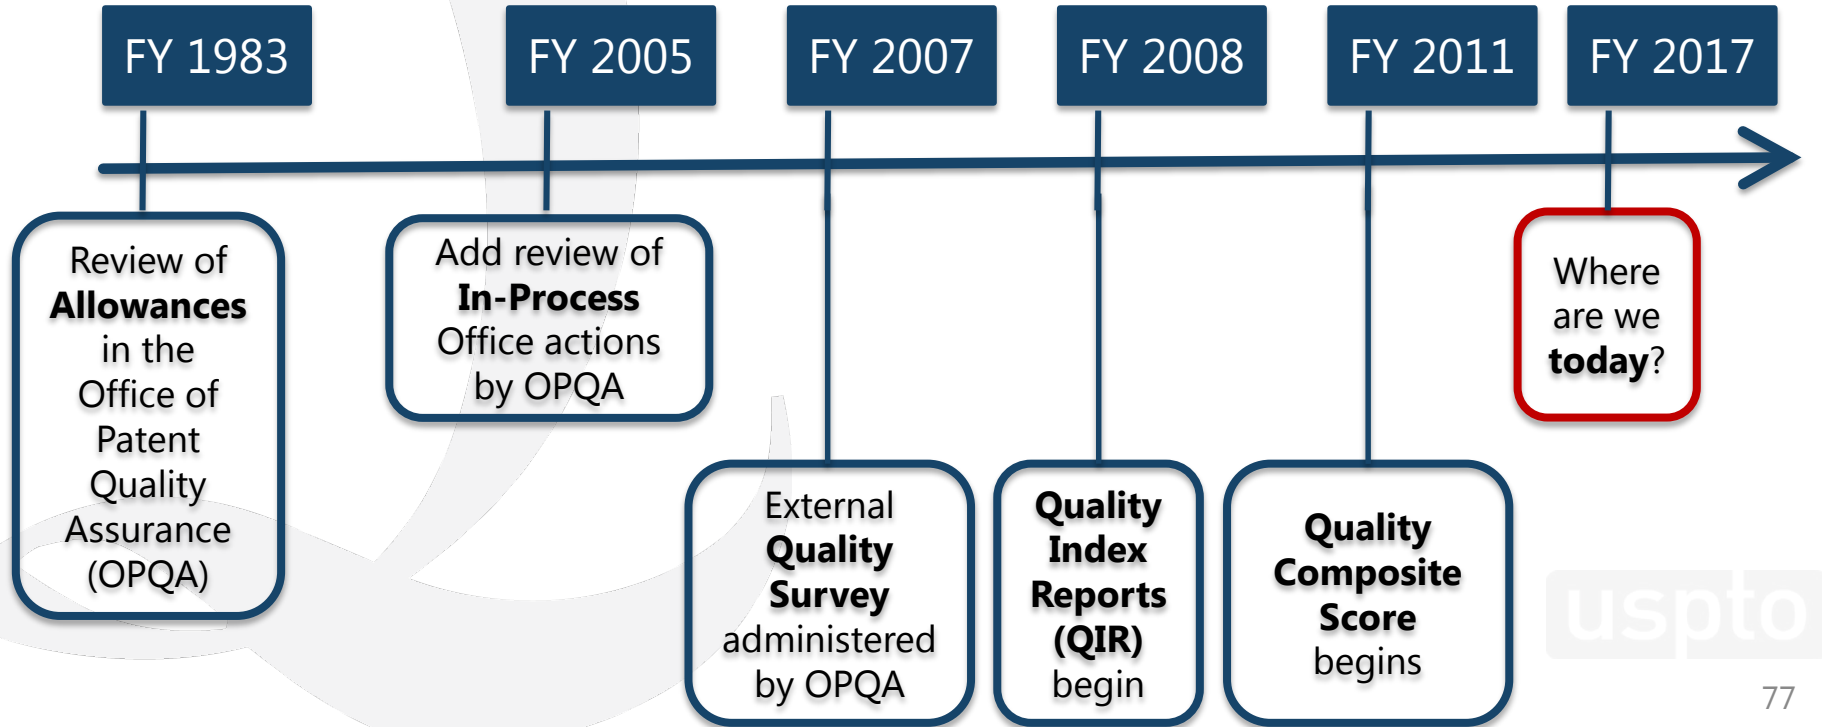 FY 1983
FY 2005
FY 2007
FY 2008
FY 2011
FY 2017
Review of
Allowances
in the
Office of
Patent
Quality
Assurance
(OPQA)
Add review of
In-Process
Office actions
by OPQA
External
Quality
Survey
administered
by OPQA
Quality
Index
Reports
(QIR)
begin
Quality
Composite
Score
begins
Where
are we
today?
uspto
77